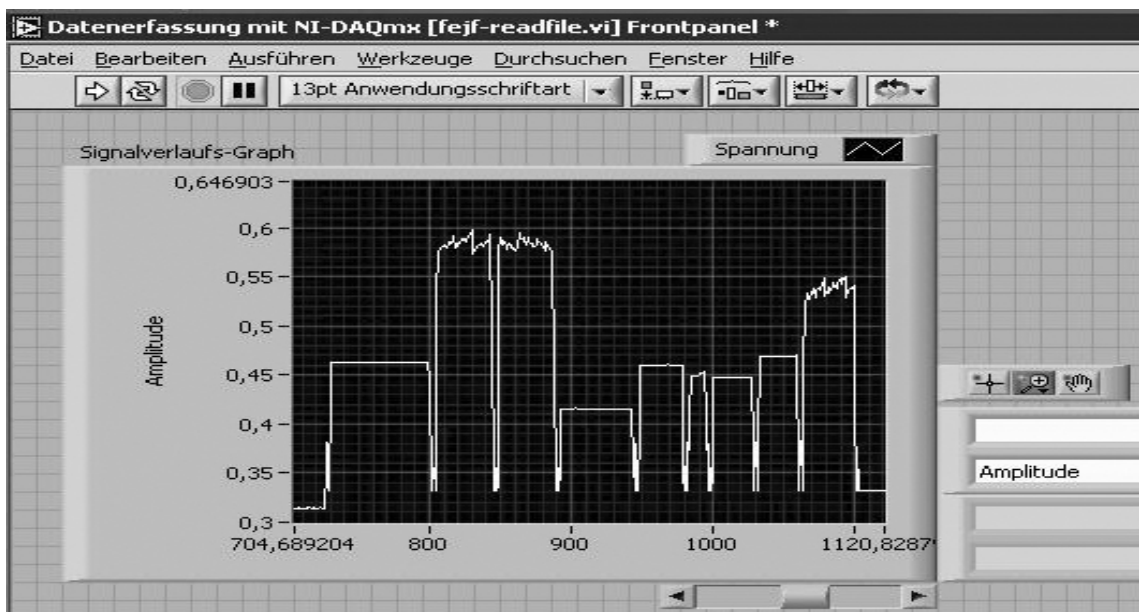 Datenerfassung mit NI-DAQmx [fejf-readfile.vi] Frontpanel *
Datei Bearbeiten Ausführen Werkzeuge Durchsuchen Fenster Hilfe
13pt Anwendungsschriftart
Signalverlaufs-Graph
Spannung
0,646903
0,6
0,55
0,5
0,45
0,4
0,35
0,3
Amplitude
704,689204 800 900 1000
Amplitude